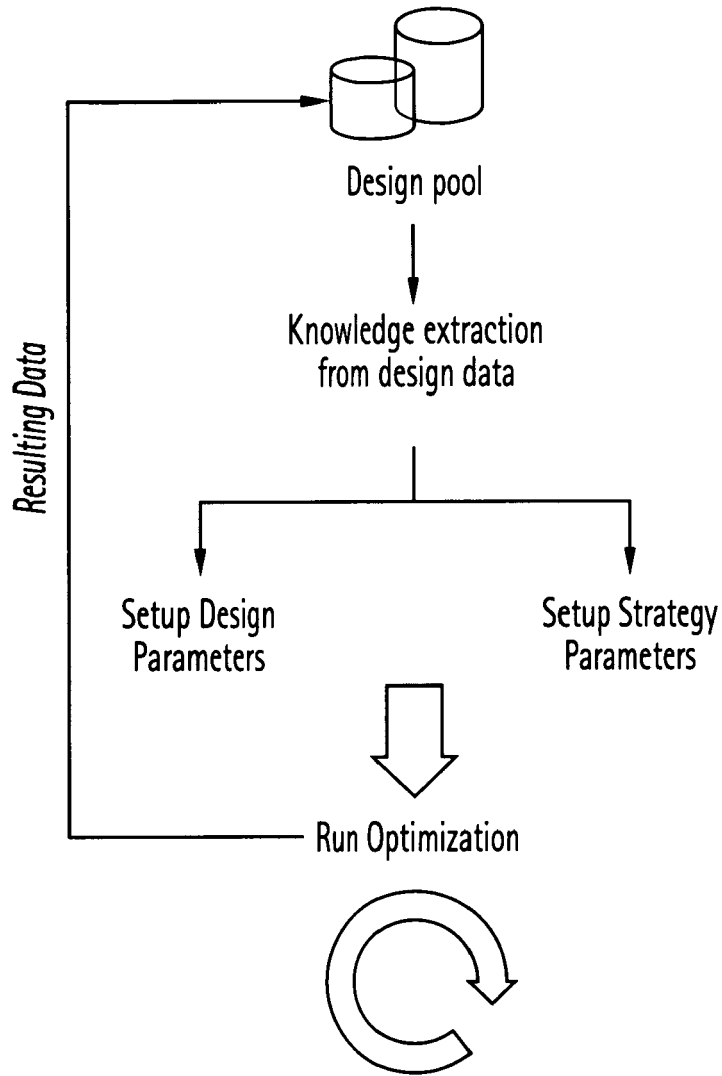 Design pool
Knowledge extraction
from design data
Resulting Data
Setup Design
Parameters
Setup Strategy
Parameters
Run Optimization